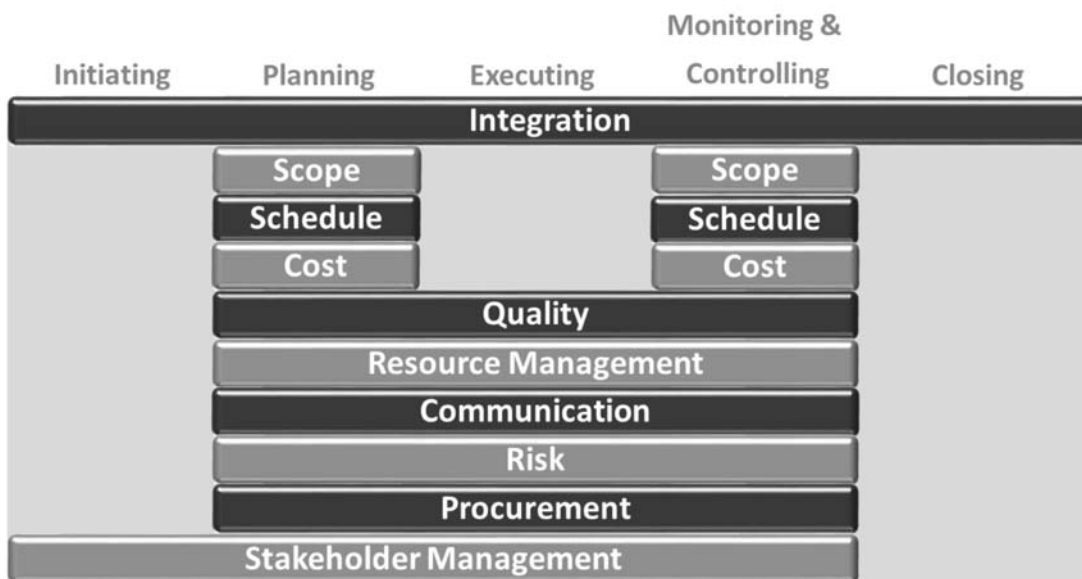 Monitoring &
Initiating Planning Executing Controlling Closing
Integration
Scope Scope
Schedule Schedule
Cost Cost
Quality
Resource Management
Communication
Risk
Procurement
Stakeholder Management